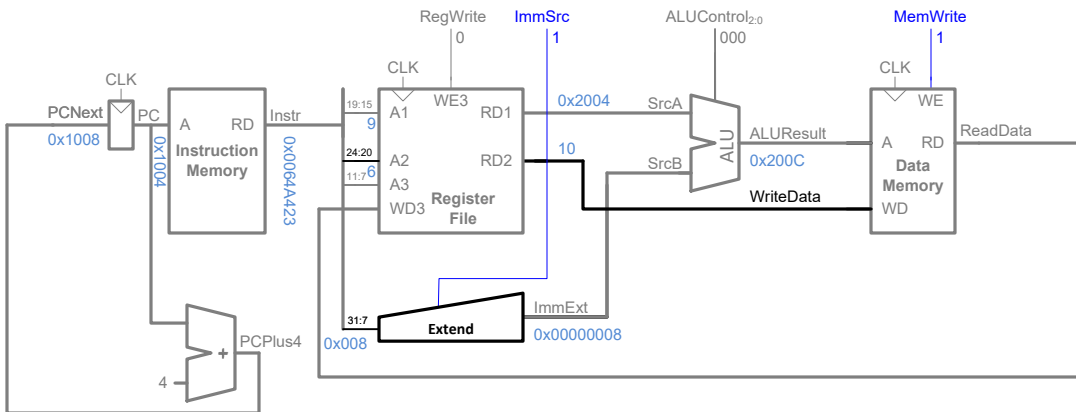 RegWrite
0
ImmSrc
1
ALUControl2:0
000
MemWrite
1
CLK
PCNext
0x1008
PC
0x1004
A RD
Instruction
Memory
Instr
0x0064A423
CLK
WE3
19:15
9
A1
RD1
0x2004
SrcA
24:20
A2
RD2
10
6
11:7
A3
WD3
Register
File
SrcB
ALU
ALUResult
0x200C
WriteData
CLK
WE
A RD
Data
Memory
WD
ReadData
31:7
0x008
Extend
ImmExt
0x00000008
4
+
PCPlus4